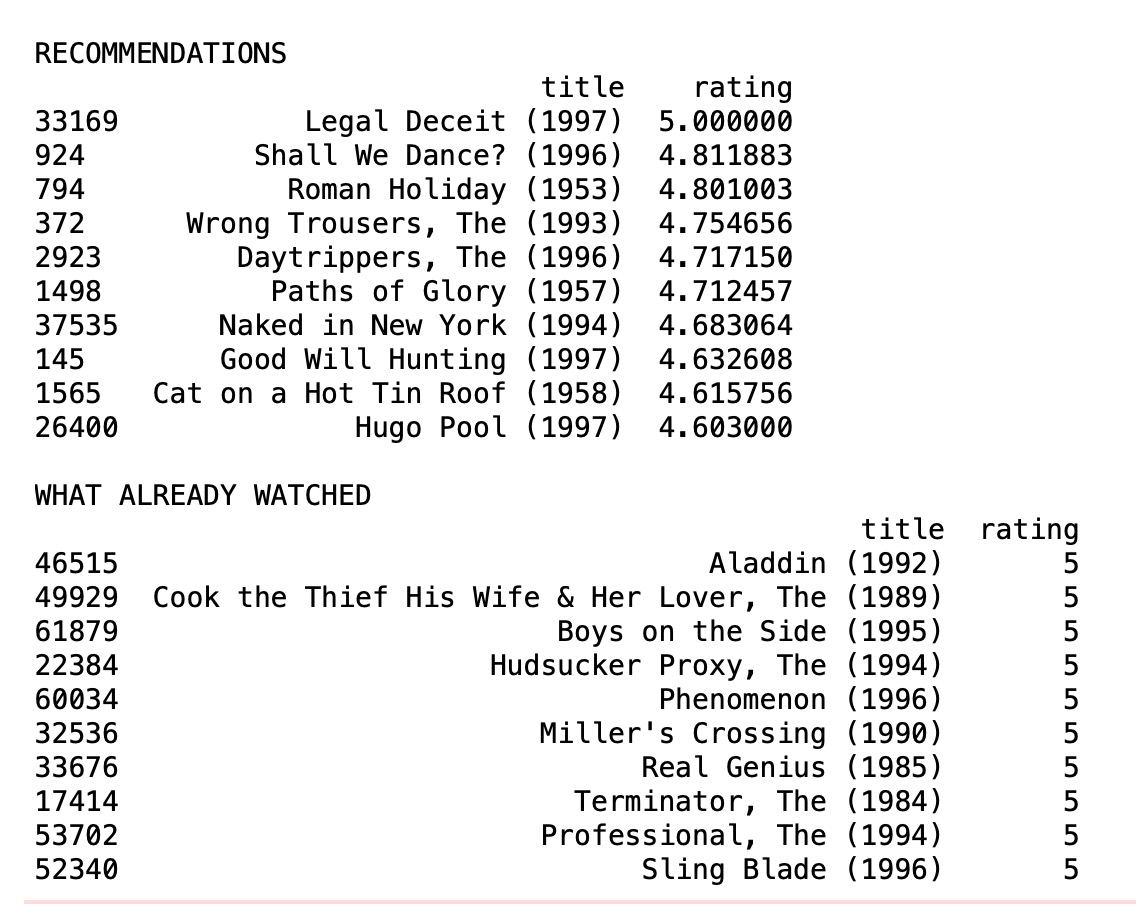 RECOMMENDATIONS
title rating
33169 Legal Deceit (1997) 5.000000
924 Shall We Dance? (1996) 4.811883
794 Roman Holiday (1953) 4.801003
372 Wrong Trousers, The (1993) 4.754656
2923 Daytrippers, The (1996) 4.717150
1498 Paths of Glory (1957) 4.712457
37535 Naked in New York (1994) 4.683064
145 Good Will Hunting (1997) 4.632608
1565 Cat on a Hot Tin Roof (1958) 4.615756
26400 Hugo Pool (1997) 4.603000
WHAT ALREADY WATCHED
title rating
46515 Aladdin (1992) 5
49929 Cook the Thief His Wife & Her Lover, The (1989) 5
61879 Boys on the Side (1995) 5
22384 Hudsucker Proxy, The (1994) 5
60034 Phenomenon (1996) 5
32536 Miller's Crossing (1990) 5
33676 Real Genius (1985) 5
17414 Terminator, The (1984) 5
53702 Professional, The (1994) 5
52340 Sling Blade (1996) 5